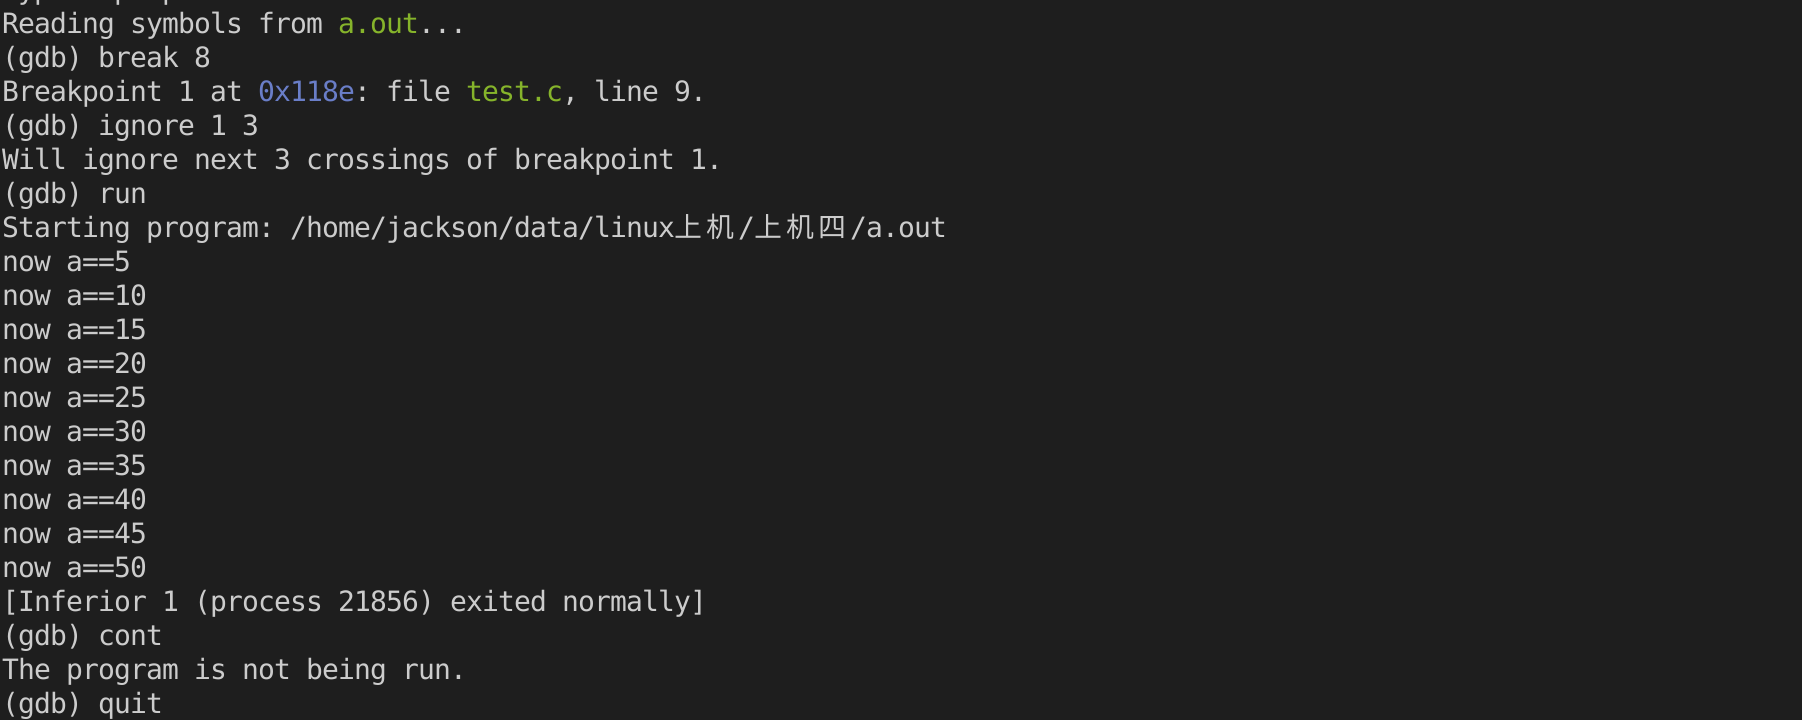 Reading symbols from a.out...
(gdb) break 8
Breakpoint 1 at 0x118e: file test.c, line 9.
(gdb) ignore 1 3
Will ignore next 3 crossings of breakpoint 1.
(gdb) run
Starting program: /home/jackson/data/linux上机/上机四/a.out
now a==5
now a==10
now a==15
now a==20
now a==25
now a==30
now a==35
now a==40
now a==45
now a==50
[Inferior 1 (process 21856) exited normally]
(gdb) cont
The program is not being run.
(gdb) quit